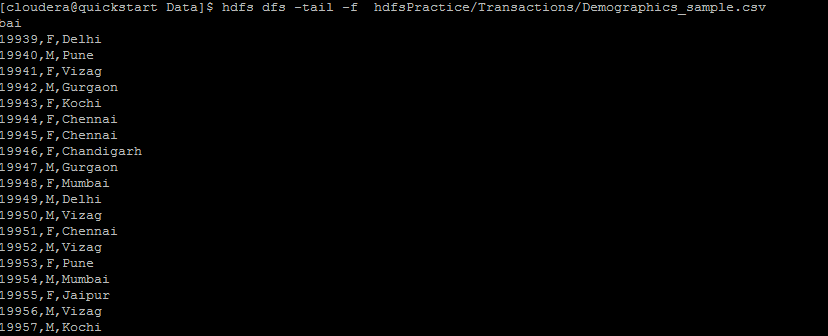 [cloudera@quickstart Data]$ hdfs dfs -tail -f  hdfsPractice/Transactions/Demographics_sample.csv
bai
19939,F,Delhi
19940,M,Pune
19941,F,Vizag
19942,M,Gurgaon
19943,F,Kochi
19944,F,Chennai
19945,F,Chennai
19946,F,Chandigarh
19947,M,Gurgaon
19948,F,Mumbai
19949,M,Delhi
19950,M,Vizag
19951,F,Chennai
19952,M,Vizag
19953,F,Pune
19954,M,Mumbai
19955,F,Jaipur
19956,M,Vizag
19957,M,Kochi